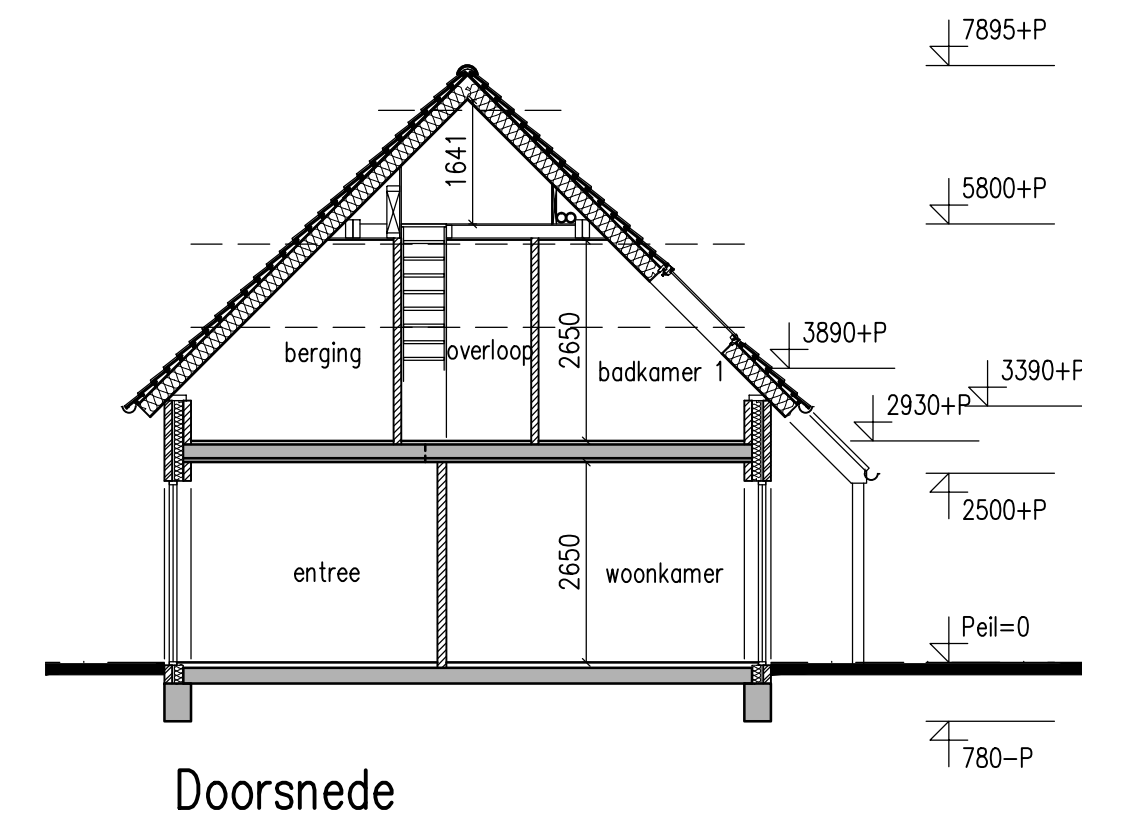 7895+P
1641
5800+P
3890+P
2650
berging
overloop
badkamer 1
3390+P
2930+P
2500+P
2650
entree
woonkamer
Peil=0
780-P
Doorsnede